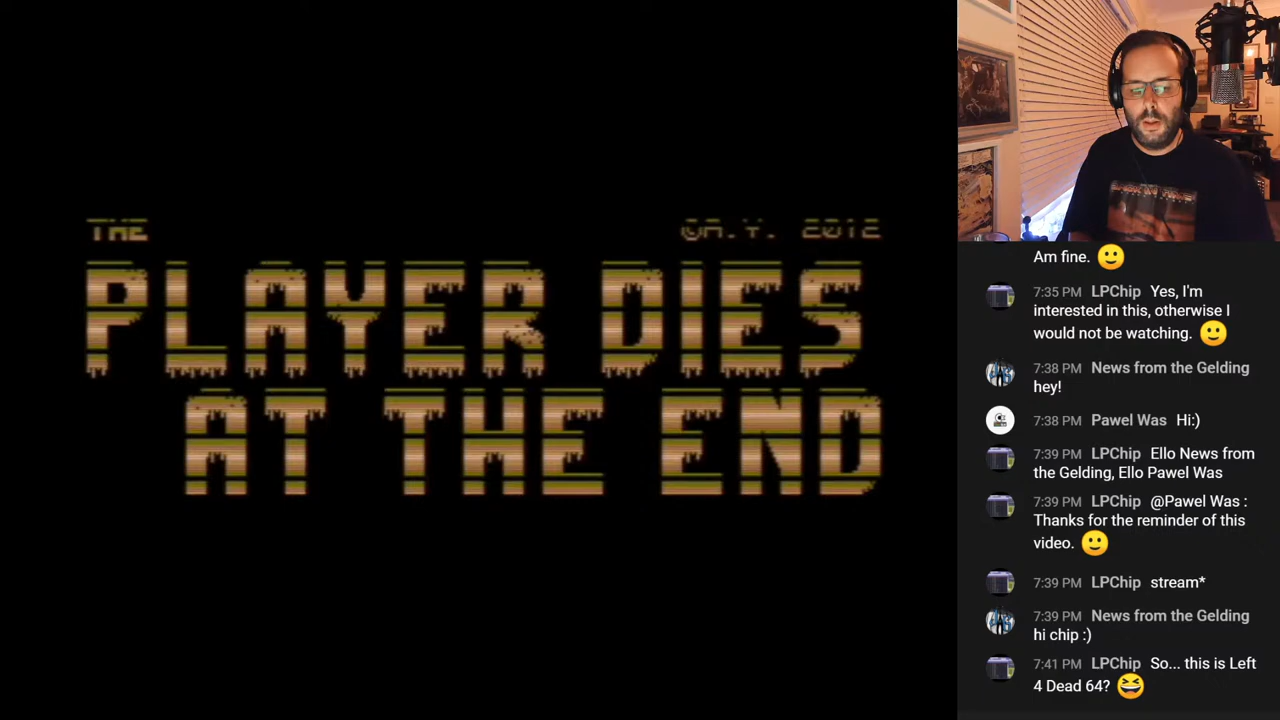 THE
©A.Y. 2012
PLAYER DIES
AT THE END
Am fine. 🙂
7:35 PM LPChip Yes, I'm
interested in this, otherwise I
would not be watching. 🙂
7:38 PM News from the Gelding
hey!
7:38 PM Pawel Was Hi:)
7:39 PM LPChip Ello News from
the Gelding, Ello Pawel Was
7:39 PM LPChip @Pawel Was :
Thanks for the reminder of this
video. 🙂
7:39 PM LPChip stream*
7:39 PM News from the Gelding
hi chip :)
7:41 PM LPChip So... this is Left
4 Dead 64? 😆